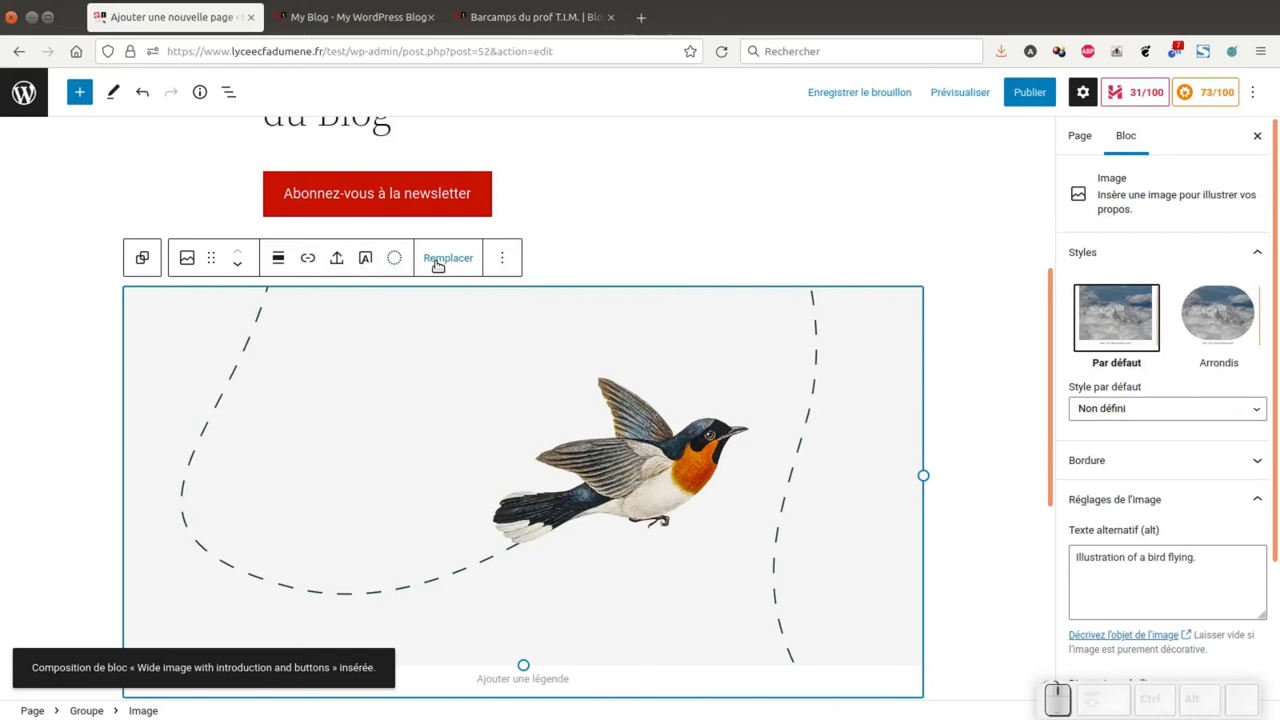 Ajouter une nouvelle page
My Blog - My WordPress Blog
Barcamps du prof T.I.M. | Blo
https://www.lyceecfadumene.fr/test/wp-admin/post.php?post=52&action=edit
Rechercher
Enregistrer le brouillon
Prévisualiser
Publier
31/100
73/100
du Blog
Abonnez-vous à la newsletter
Remplacer
Ajouter une légende
Composition de bloc « Wide image with introduction and buttons » insérée.
Page
Groupe
Image
Page
Bloc
Image
Insère une image pour illustrer vos
propos.
Styles
Par défaut
Arrondis
Style par défaut
Non défini
Bordure
Réglages de l'image
Texte alternatif (alt)
Illustration of a bird flying.
Décrivez l'objet de l'image Laisser vide si
l'image est purement décorative.
Ctrl
Alt